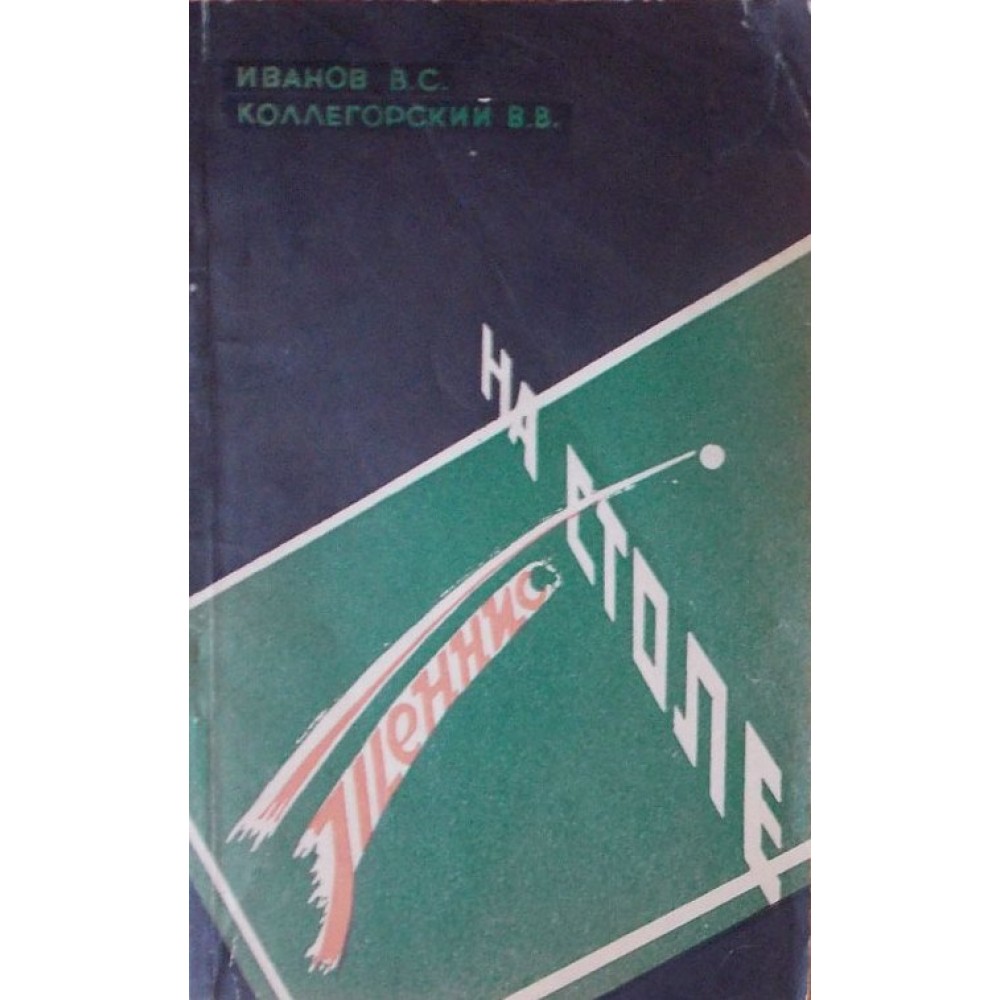 ИВАНОВ В.С.
КОЛЛЕГОРСКИЙ В.В.
Теннис
НА СТОЛЕ